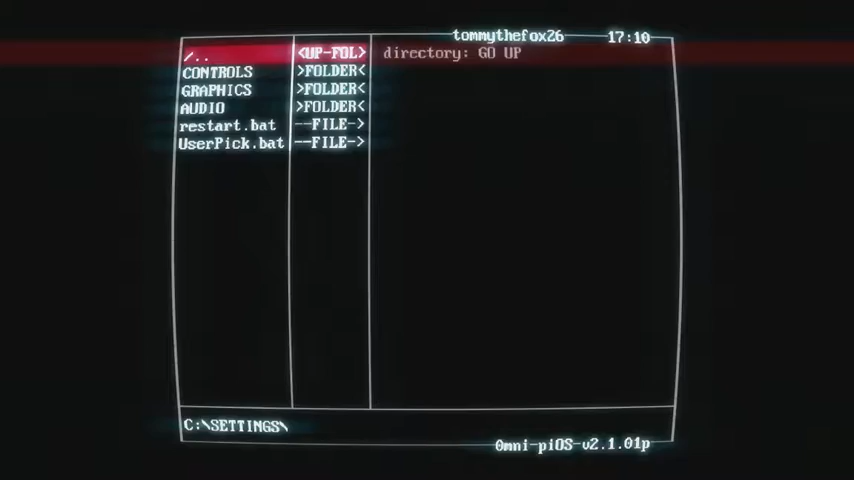 tommythefox26 17:10
/.. <UP-FOL> directory: GO UP
CONTROLS >FOLDER<
GRAPHICS >FOLDER<
AUDIO >FOLDER<
restart.bat --FILE->
UserPick.bat --FILE->
C:\SETTINGS\
Omni-piOS-v2.1.01p